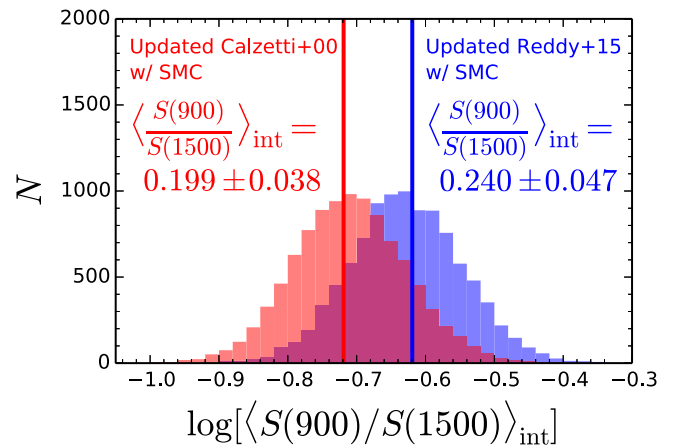 2000
1500
1000
500
0
N
Updated Calzetti+00
w/ SMC
⟨S(900)/S(1500)⟩int =
0.199 ±0.038
Updated Reddy+15
w/ SMC
⟨S(900)/S(1500)⟩int =
0.240 ±0.047
−1.0 −0.9 −0.8 −0.7 −0.6 −0.5 −0.4 −0.3
log[⟨S(900)/S(1500)⟩int]